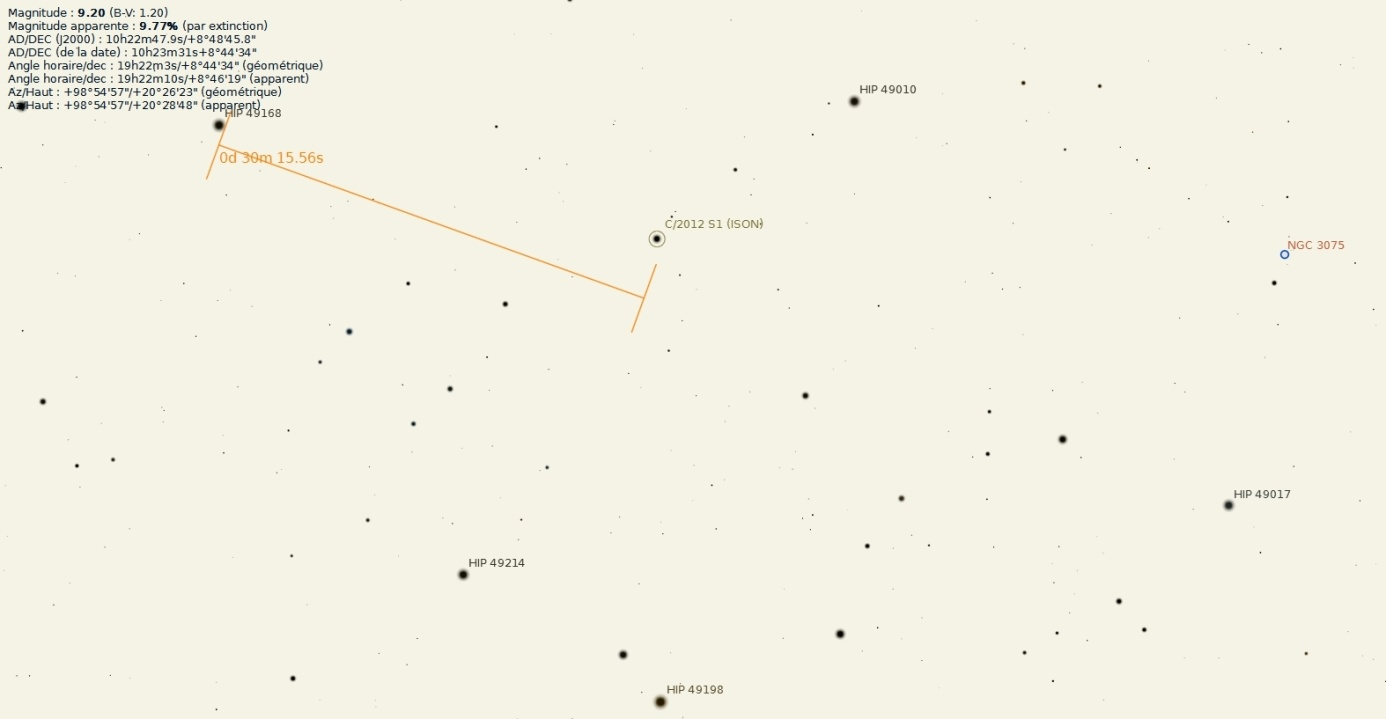 Magnitude : 9.20 (B-V: 1.20)
Magnitude apparente : 9.77% (par extinction)
AD/DEC (J2000) : 10h22m47.9s/+8°48'45.8"
AD/DEC (de la date) : 10h23m31s+8°44'34"
Angle horaire/dec : 19h22m3s/+8°44'34" (géométrique)
Angle horaire/dec : 19h22m10s/+8°46'19" (apparent)
Az/Haut : +98°54'57"/+20°26'23" (géométrique)
Az/Haut : +98°54'57"/+20°28'48" (apparent)
HIP 49010
HIP 49168
0d 30m 15.56s
C/2012 S1 (ISON)
NGC 3075
HIP 49017
HIP 49214
HIP 49198